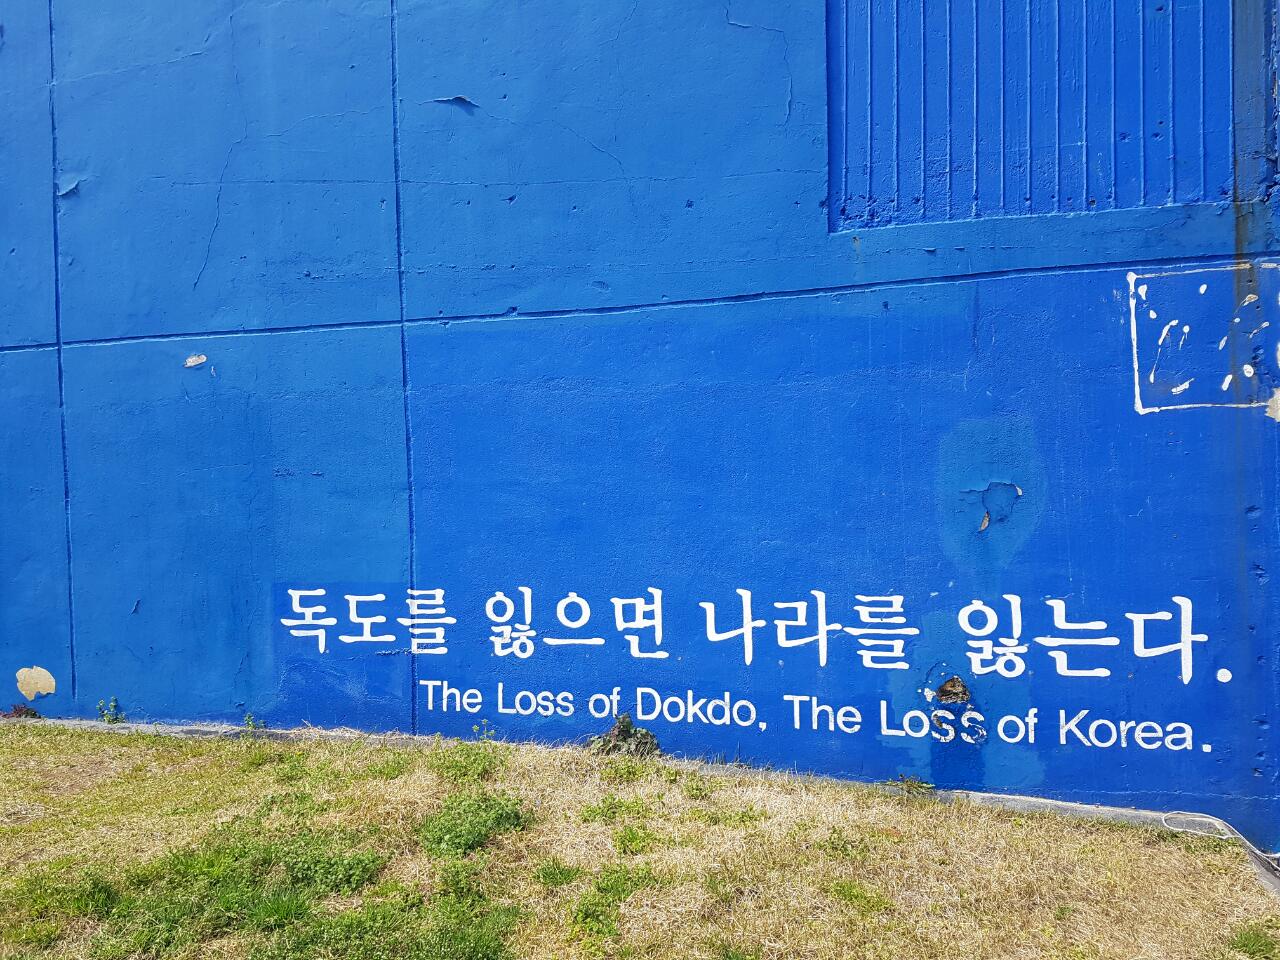 독도를 잃으면 나라를 잃는다.
The Loss of Dokdo, The Loss of Korea.